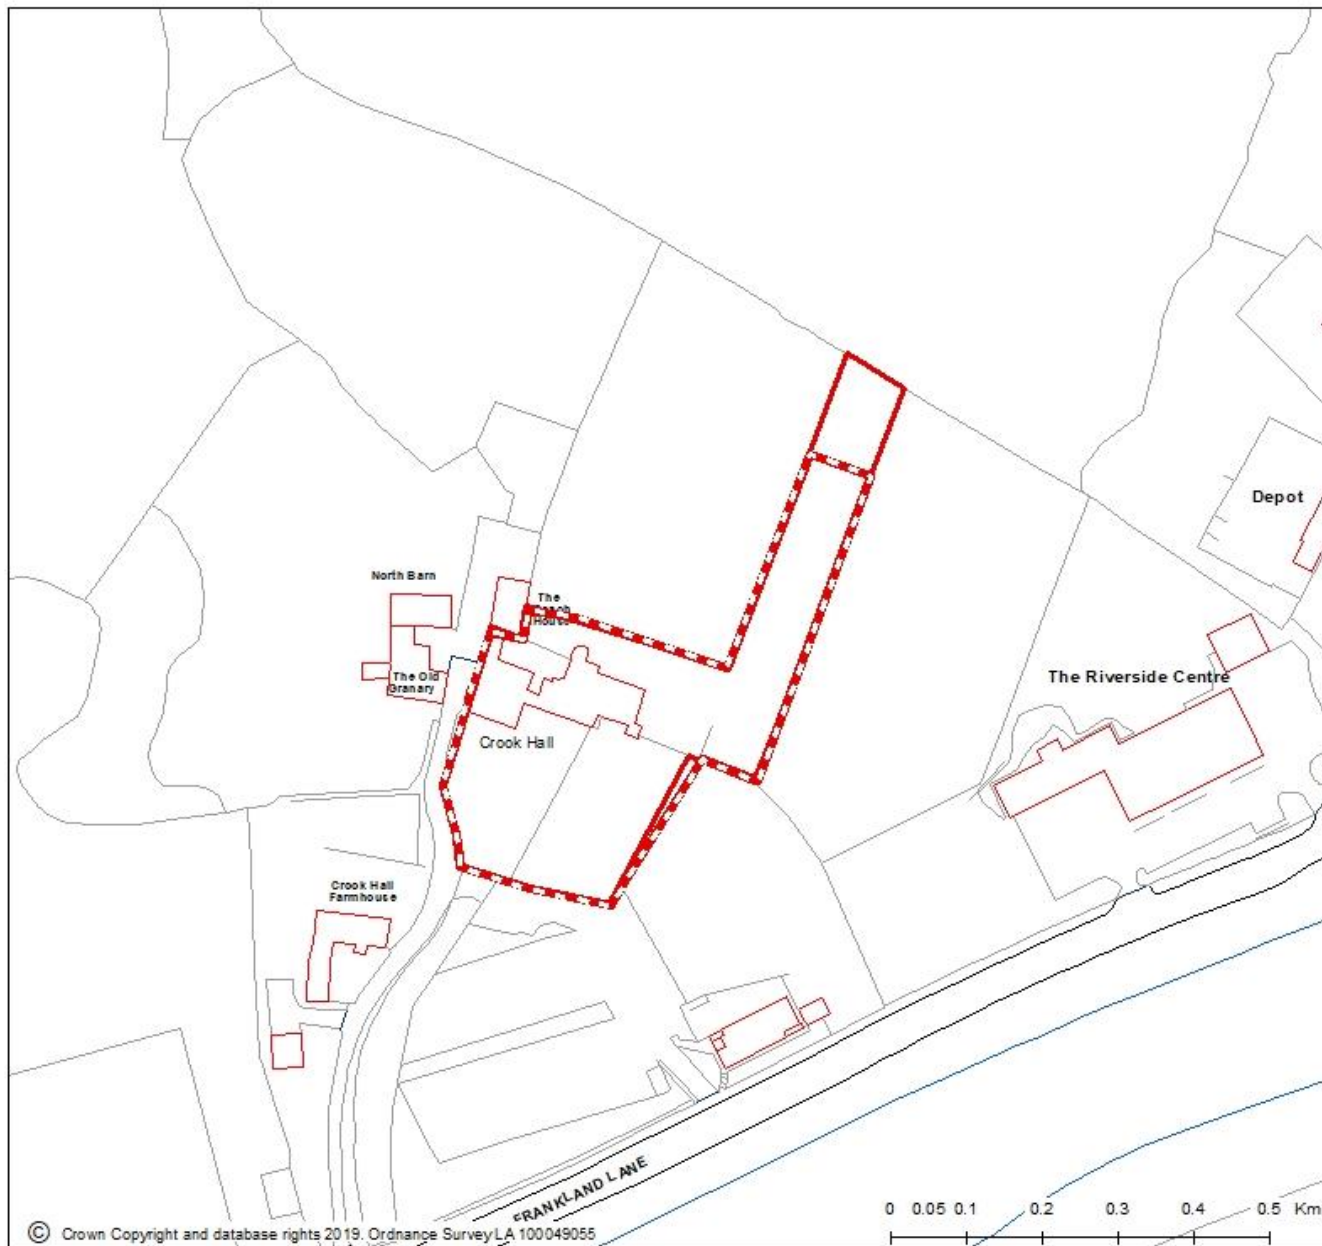 Depot
North Barn
The
Coach
House
The Old
Granary
The Riverside Centre
Crook Hall
Crook Hall
Farmhouse
FRANKLAND LANE
0 0.05 0.1 0.2 0.3 0.4 0.5 Km
© Crown Copyright and database rights 2019. Ordnance Survey LA 100049055